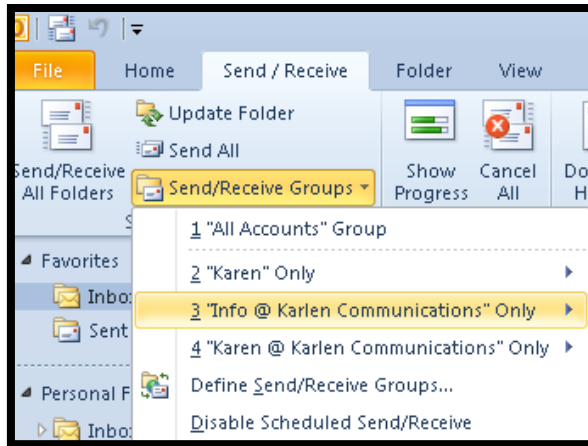 File Home Send / Receive Folder View
Update Folder
Send All
Send/Receive Groups
Send/Receive
All Folders
Show
Progress
Cancel
All
1 "All Accounts" Group
2 "Karen" Only
3 "Info @ Karlen Communications" Only
4 "Karen @ Karlen Communications" Only
Define Send/Receive Groups...
Disable Scheduled Send/Receive
Favorites
Sent
Personal